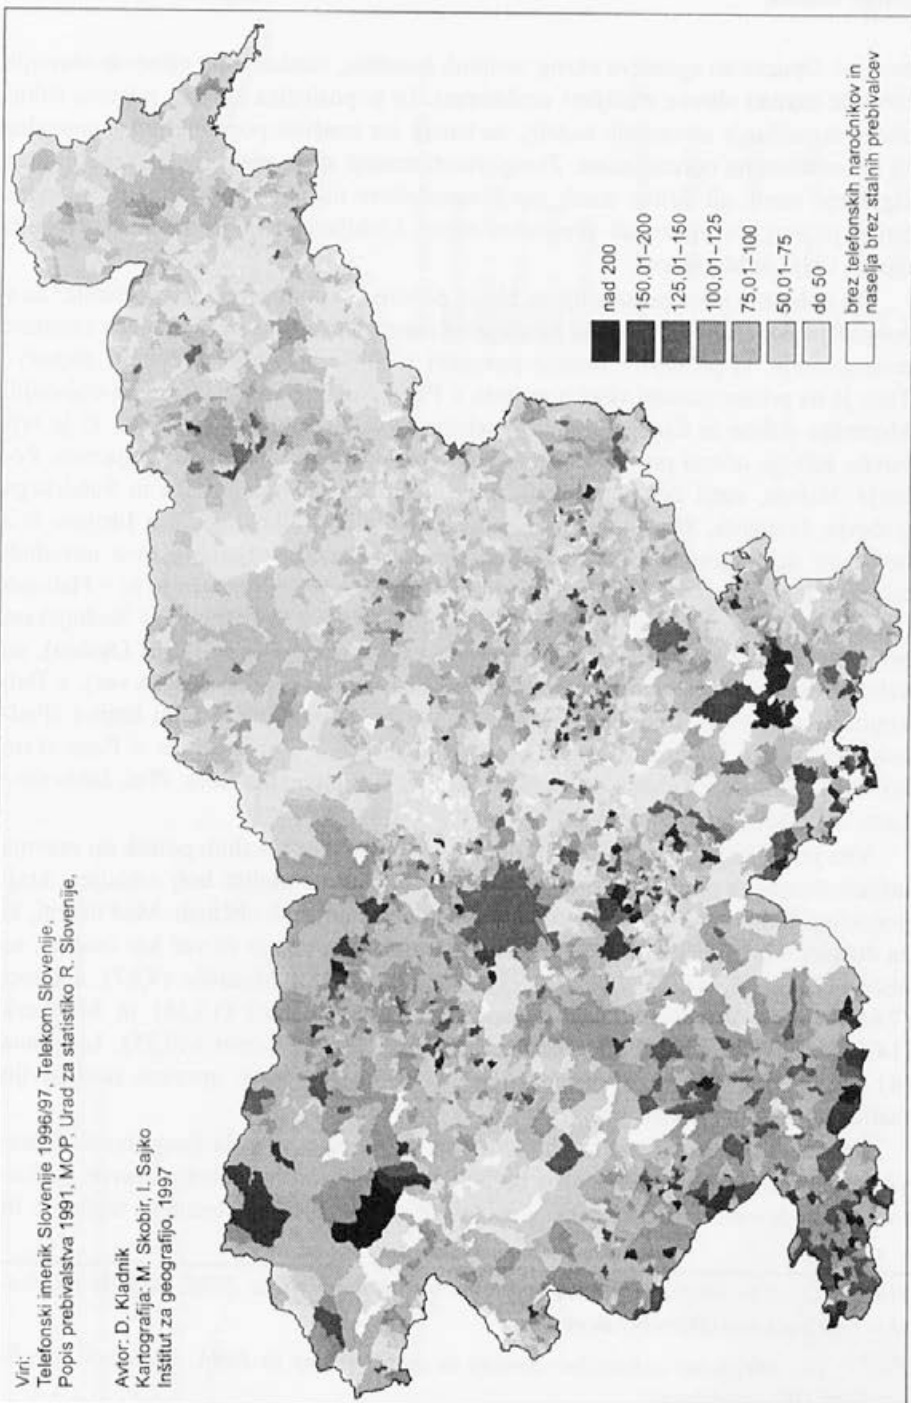 Viri:
Telefonski imenik Slovenije 1996/97, Telekom Slovenije,
Popis prebivalstva 1991, MOP, Urad za statistiko R. Slovenije,
Avtor: D. Kladnik
Kartografija: M. Skobir, I. Sajko
Institut za geografijo, 1997
nad 200
150,01–200
125,01–150
100,01–125
75,01–100
50,01–75
do 50
brez telefonskih naročnikov in
naselja brez stalnih prebivalcev